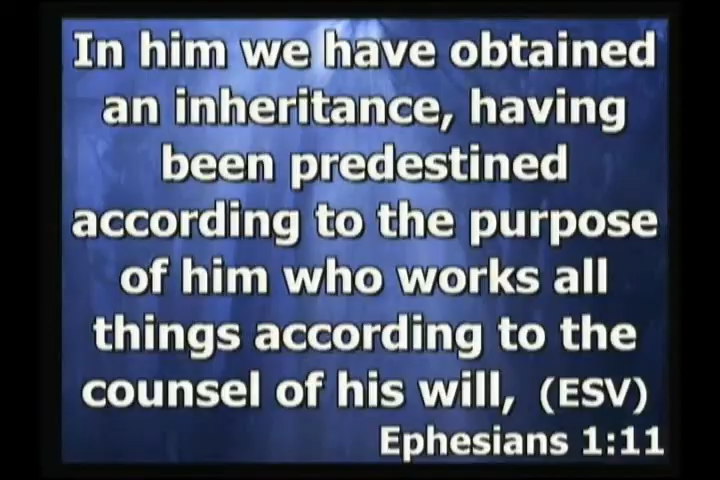 In him we have obtained
an inheritance, having
been predestined
according to the purpose
of him who works all
things according to the
counsel of his will, (ESV)
Ephesians 1:11